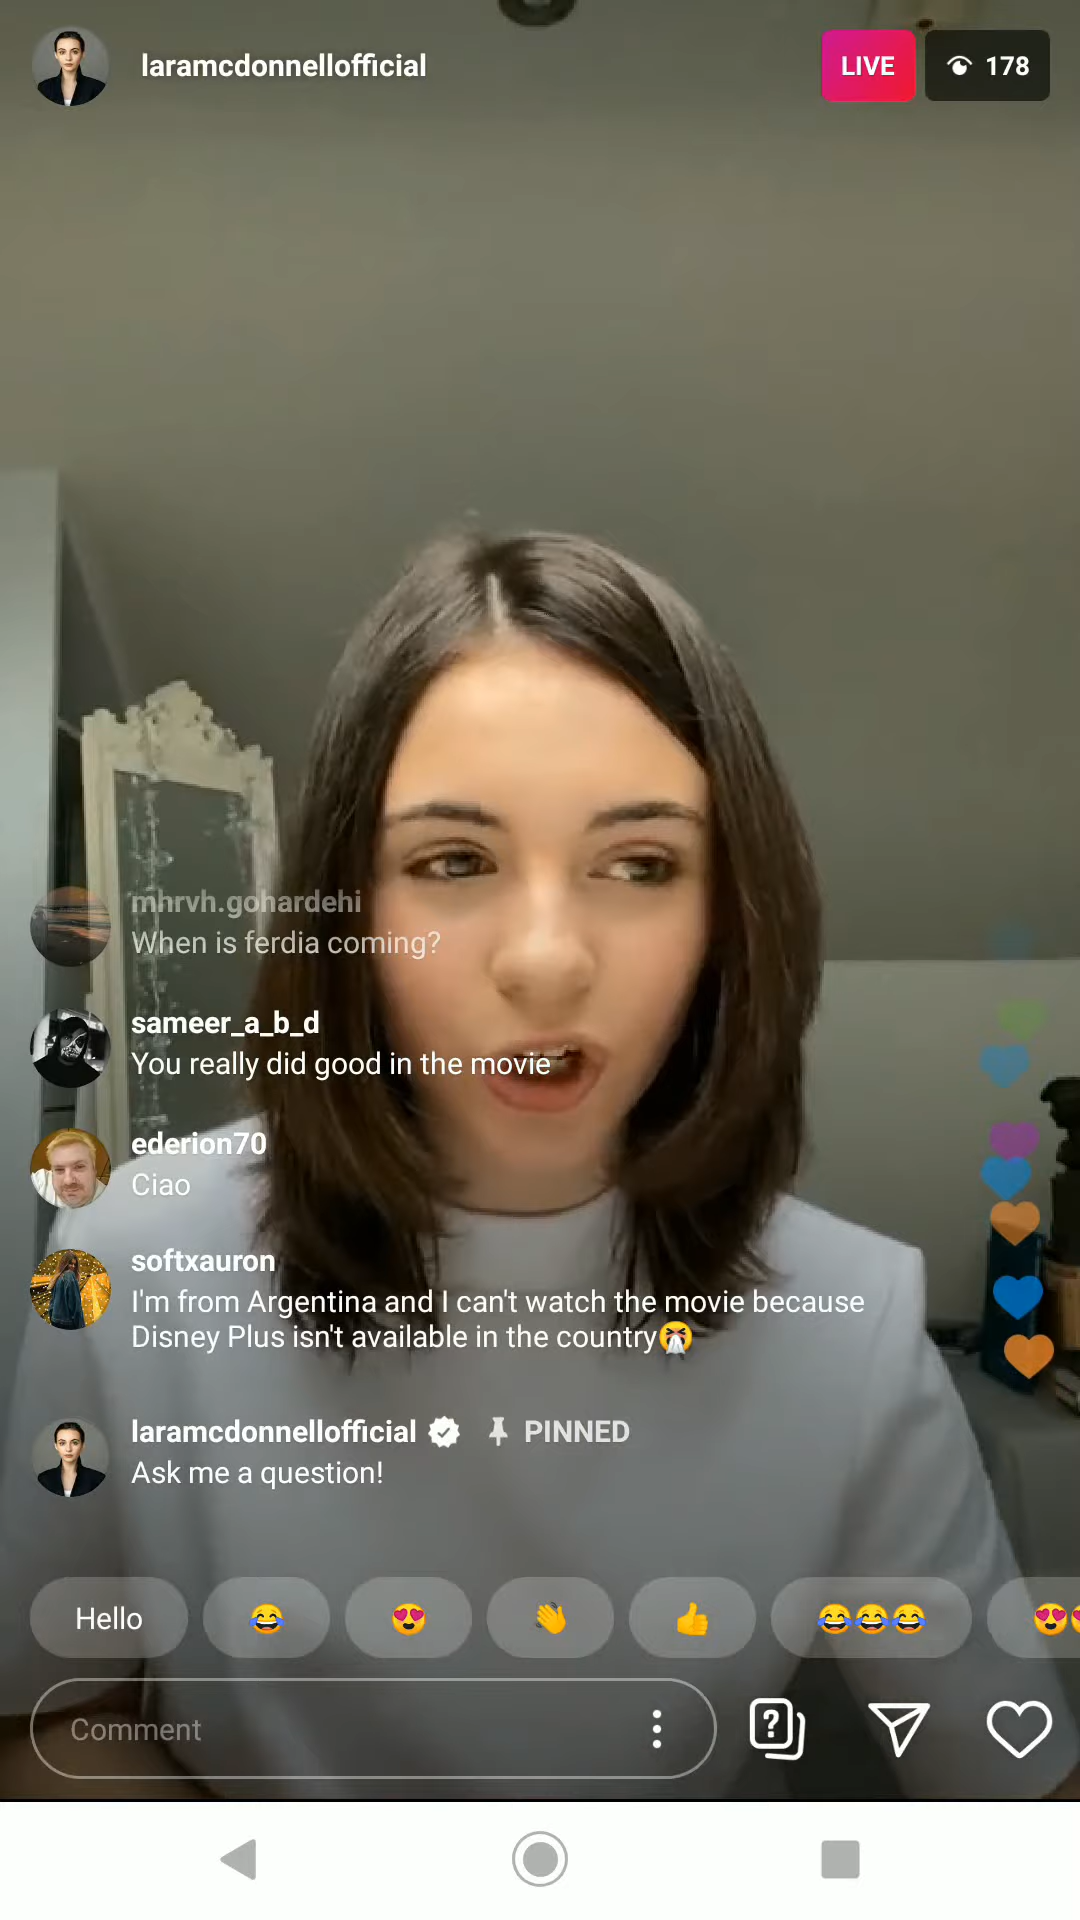 laramcdonnellofficial
LIVE
178
mhrvh.gohardehi
When is ferdia coming?
sameer_a_b_d
You really did good in the movie
ederion70
Ciao
softxauron
I'm from Argentina and I can't watch the movie because
Disney Plus isn't available in the country🤧
laramcdonnellofficial PINNED
Ask me a question!
Hello 😂 😍 👋 👍 😂😂😂 😍
Comment